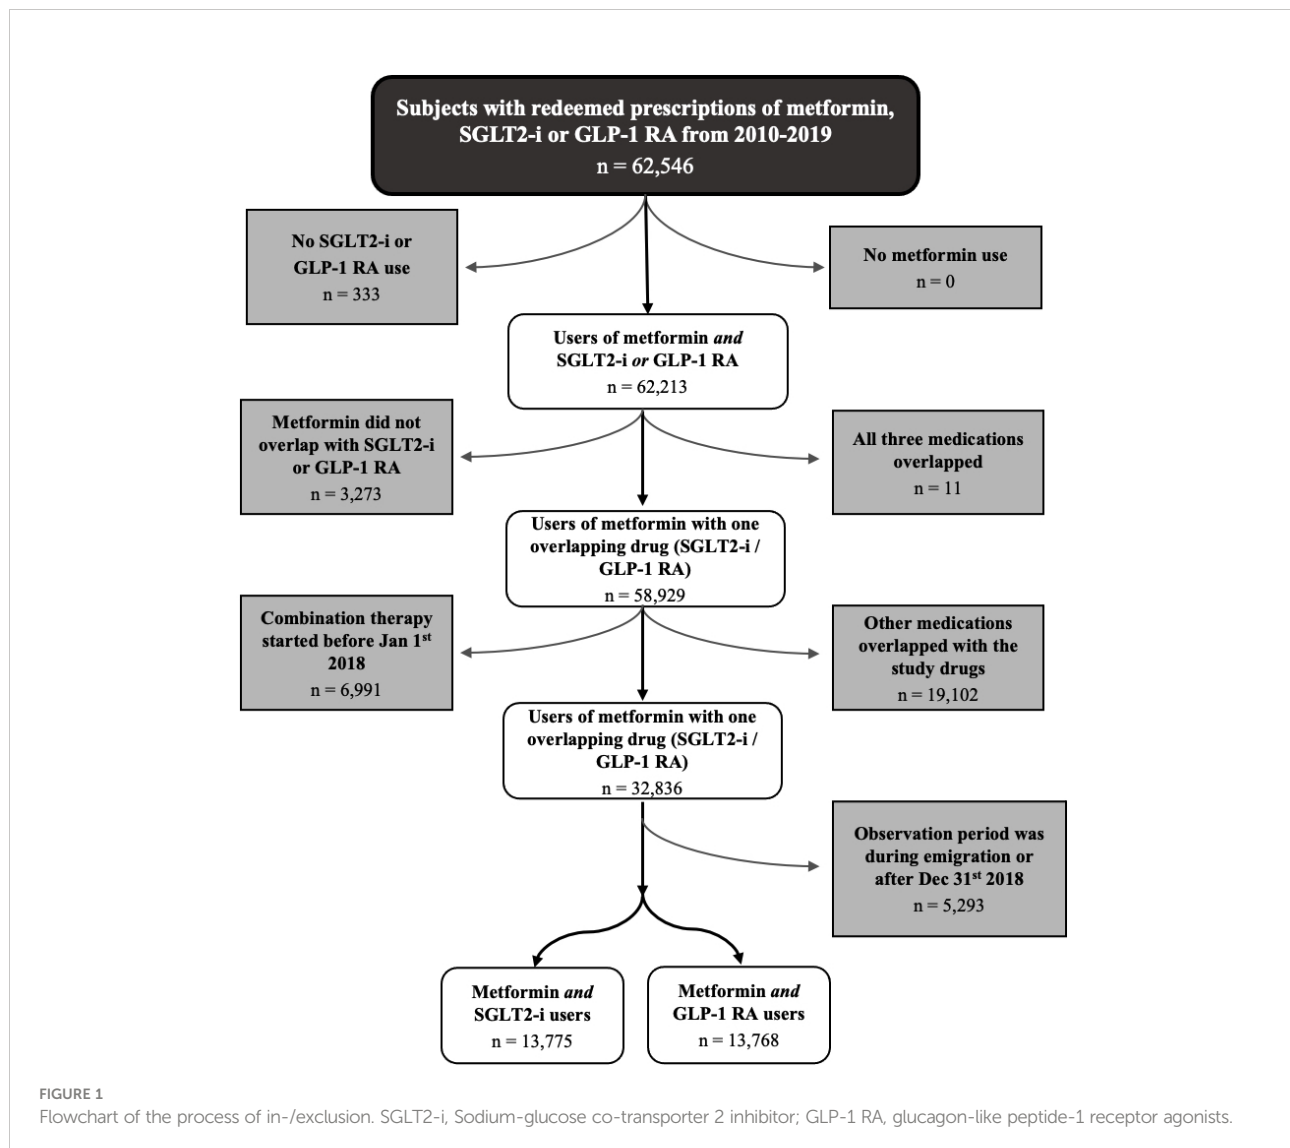 Subjects with redeemed prescriptions of metformin,
SGLT2-i or GLP-1 RA from 2010-2019
n = 62,546
No SGLT2-i or
GLP-1 RA use
n = 333
No metformin use
n = 0
Users of metformin and
SGLT2-i or GLP-1 RA
n = 62,213
Metformin did not
overlap with SGLT2-i
or GLP-1 RA
n = 3,273
All three medications
overlapped
n = 11
Users of metformin with one
overlapping drug (SGLT2-i /
GLP-1 RA)
n = 58,929
Combination therapy
started before Jan 1st
2018
n = 6,991
Other medications
overlapped with the
study drugs
n = 19,102
Users of metformin with one
overlapping drug (SGLT2-i /
GLP-1 RA)
n = 32,836
Observation period was
during emigration or
after Dec 31st 2018
n = 5,293
Metformin and
SGLT2-i users
n = 13,775
Metformin and
GLP-1 RA users
n = 13,768
FIGURE 1
Flowchart of the process of in-/exclusion. SGLT2-i, Sodium-glucose co-transporter 2 inhibitor; GLP-1 RA, glucagon-like peptide-1 receptor agonists.